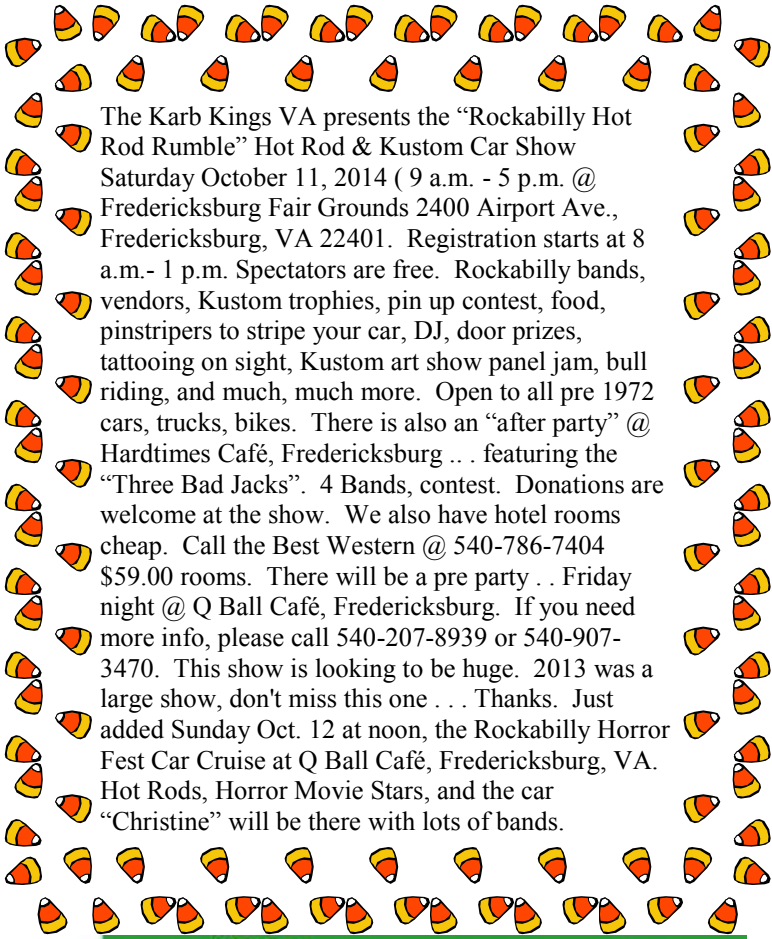 The Karb Kings VA presents the “Rockabilly Hot
Rod Rumble” Hot Rod & Kustom Car Show
Saturday October 11, 2014 ( 9 a.m. - 5 p.m. @
Fredericksburg Fair Grounds 2400 Airport Ave.,
Fredericksburg, VA 22401.  Registration starts at 8
a.m.- 1 p.m. Spectators are free.  Rockabilly bands,
vendors, Kustom trophies, pin up contest, food,
pinstripers to stripe your car, DJ, door prizes,
tattooing on sight, Kustom art show panel jam, bull
riding, and much, much more.  Open to all pre 1972
cars, trucks, bikes.  There is also an “after party” @
Hardtimes Café, Fredericksburg .. . featuring the
“Three Bad Jacks”.  4 Bands, contest.  Donations are
welcome at the show.  We also have hotel rooms
cheap.  Call the Best Western @ 540-786-7404
$59.00 rooms.  There will be a pre party . . Friday
night @ Q Ball Café, Fredericksburg.  If you need
more info, please call 540-207-8939 or 540-907-
3470.  This show is looking to be huge.  2013 was a
large show, don't miss this one . . . Thanks.  Just
added Sunday Oct. 12 at noon, the Rockabilly Horror
Fest Car Cruise at Q Ball Café, Fredericksburg, VA.
Hot Rods, Horror Movie Stars, and the car
“Christine” will be there with lots of bands.